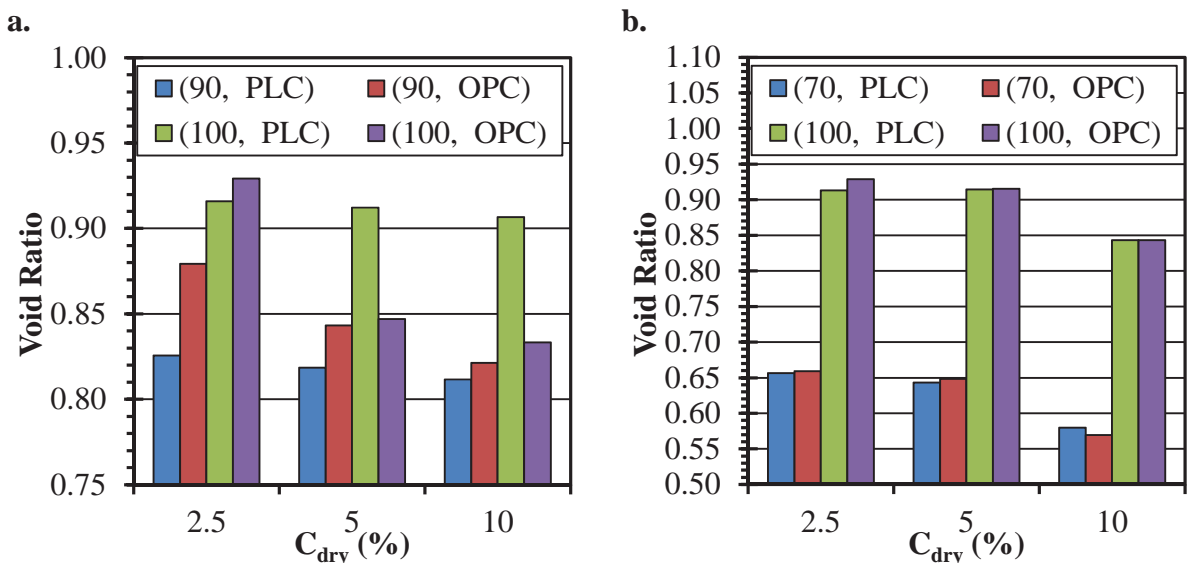 a.
1.00
0.95
0.90
0.85
0.80
0.75
Void Ratio
(90, PLC) (90, OPC)
(100, PLC) (100, OPC)
2.5 5 10
C_dry (%)
b.
1.10
1.05
1.00
0.95
0.90
0.85
0.80
0.75
0.70
0.65
0.60
0.55
0.50
Void Ratio
(70, PLC) (70, OPC)
(100, PLC) (100, OPC)
2.5 5 10
C_dry (%)